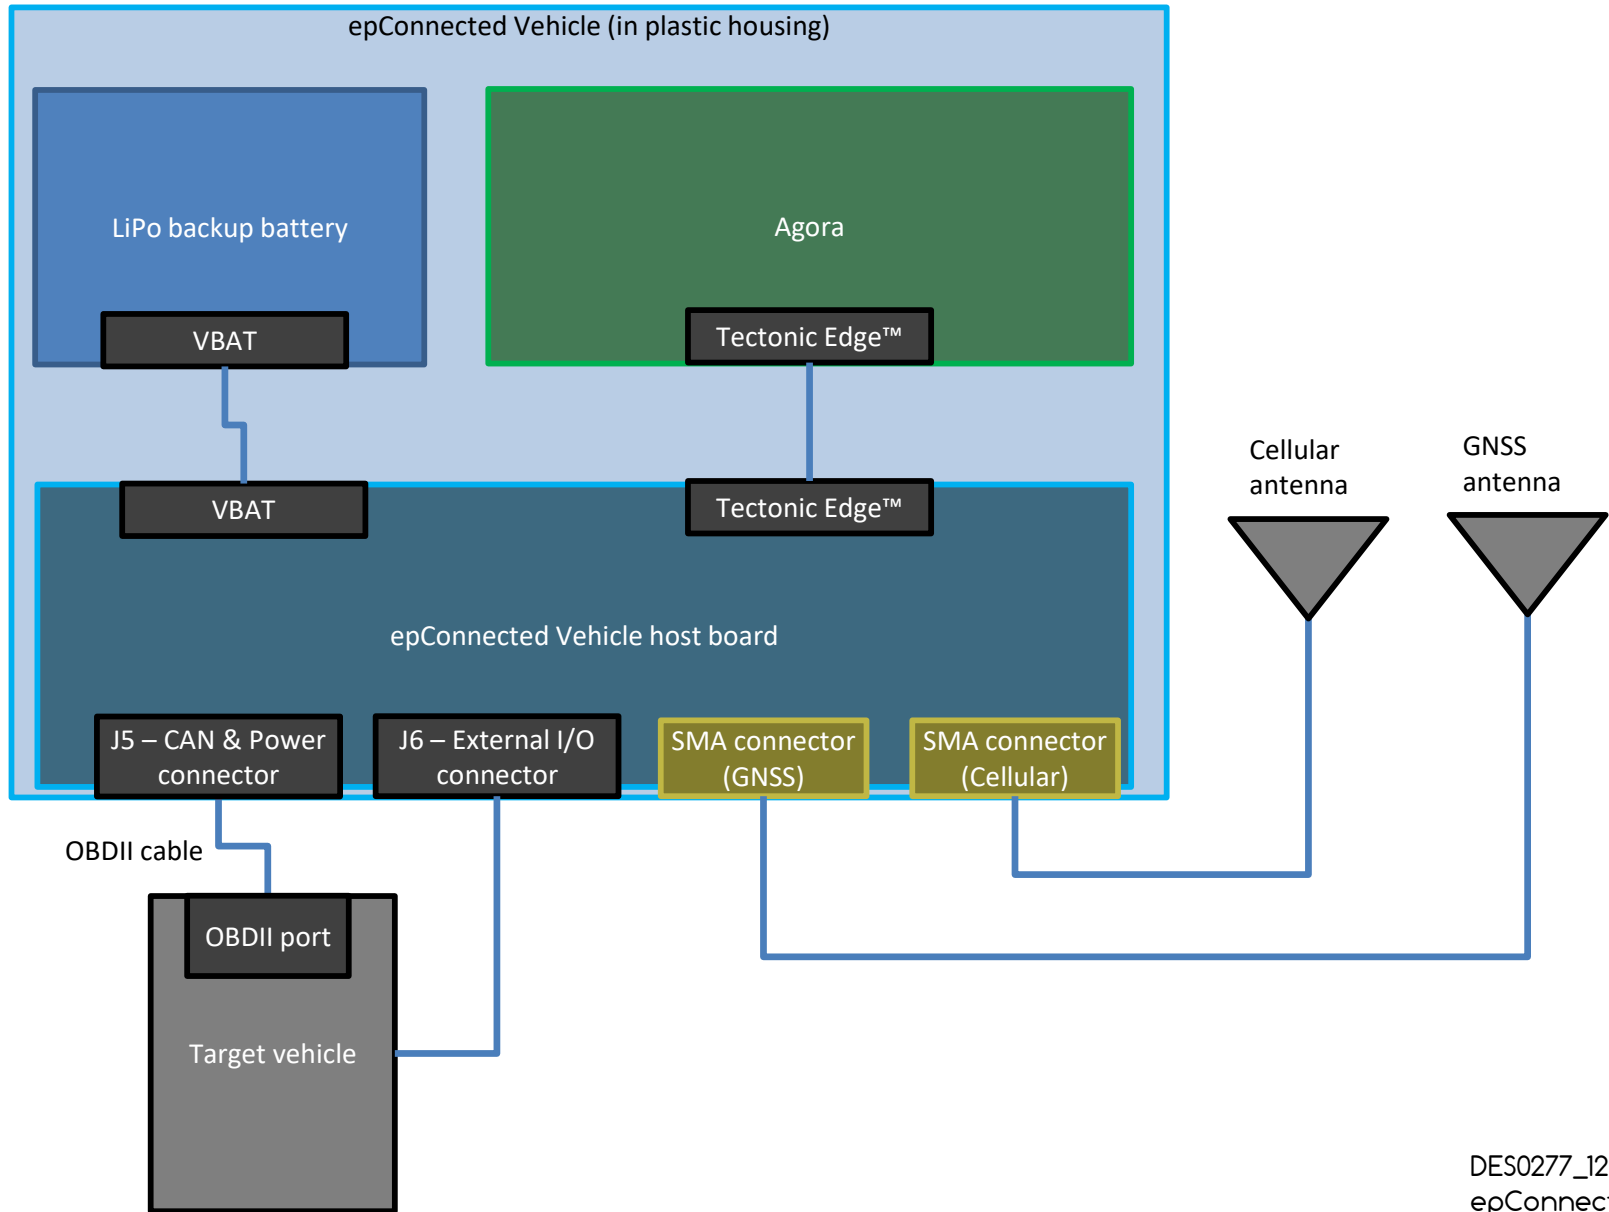 epConnected Vehicle (in plastic housing)
LiPo backup battery
Agora
VBAT
Tectonic Edge™
VBAT
Tectonic Edge™
Cellular
antenna
GNSS
antenna
epConnected Vehicle host board
J5 – CAN & Power
connector
J6 – External I/O
connector
SMA connector
(GNSS)
SMA connector
(Cellular)
OBDII cable
OBDII port
Target vehicle
DES0277_12
epConnect